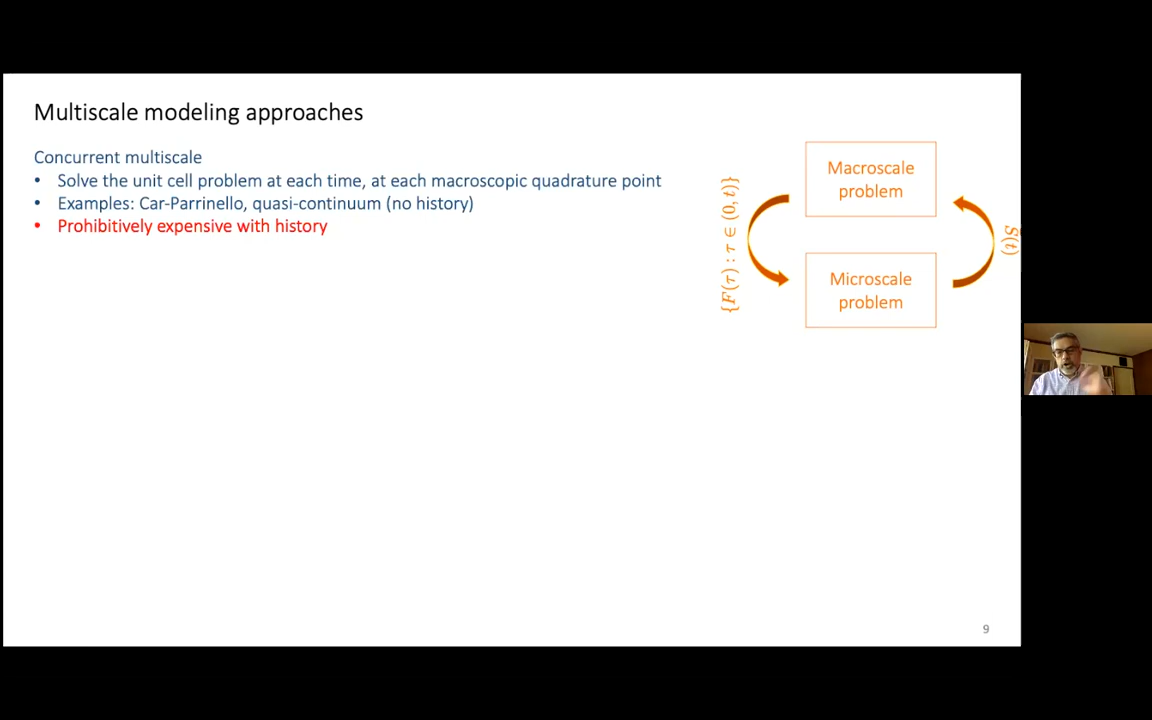 Multiscale modeling approaches
Concurrent multiscale
• Solve the unit cell problem at each time, at each macroscopic quadrature point
• Examples: Car-Parrinello, quasi-continuum (no history)
• Prohibitively expensive with history
Macroscale
problem
{F(τ) : τ ∈ (0, t)}
S(t)
Microscale
problem
9